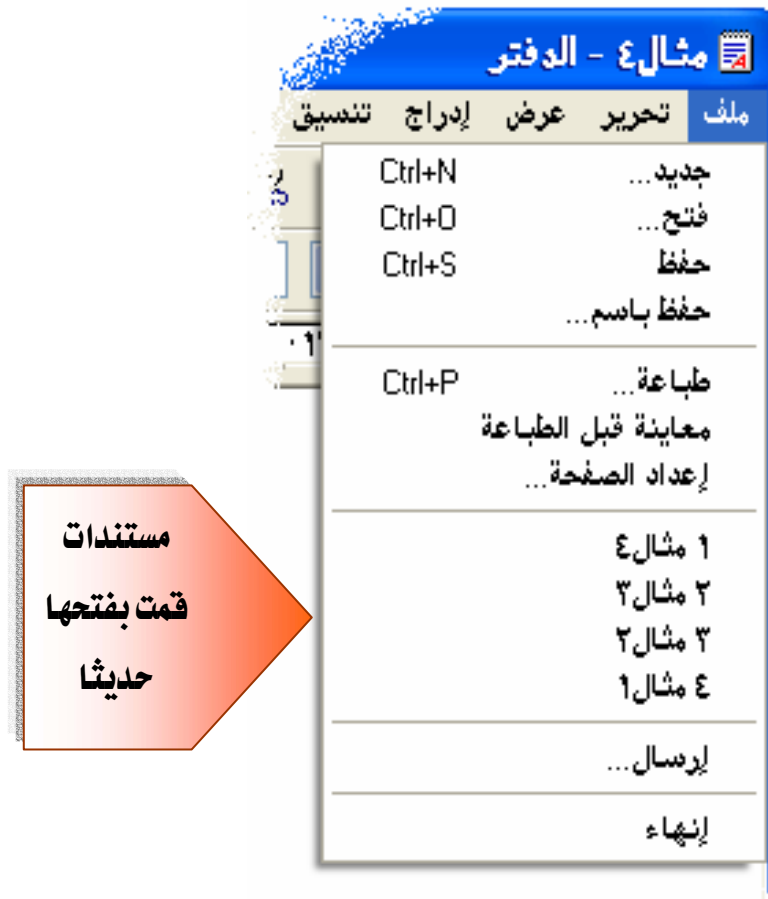 مثال٤ - الدفتر
ملف تحرير عرض إدراج تنسيق
جديد... Ctrl+N
فتح... Ctrl+O
حفظ Ctrl+S
حفظ باسم...
طباعة... Ctrl+P
معاينة قبل الطباعة
إعداد الصفحة...
١ مثال٤
٢ مثال٣
٣ مثال٢
٤ مثال١
إرسال...
إنهاء
مستندات
قمت بفتحها
حديثا